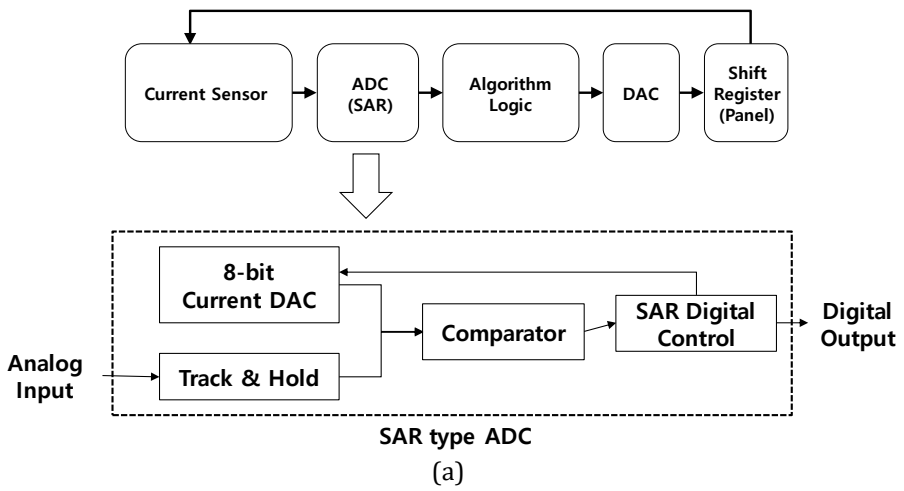 Current Sensor
ADC
(SAR)
Algorithm
Logic
DAC
Shift
Register
(Panel)
8-bit
Current DAC
Comparator
SAR Digital
Control
Digital
Output
Analog
Input
Track & Hold
SAR type ADC
(a)